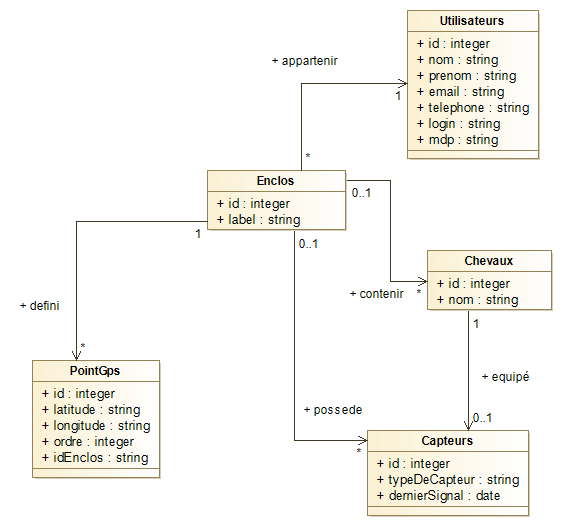 Utilisateurs
+ id : integer
+ nom : string
+ prenom : string
+ email : string
+ telephone : string
+ login : string
+ mdp : string
+ appartenir
1
*
Enclos
+ id : integer
+ label : string
0..1
1
0..1
Chevaux
+ id : integer
+ nom : string
+ contenir
*
+ defini
*
1
PointGps
+ id : integer
+ latitude : string
+ longitude : string
+ ordre : integer
+ idEnclos : string
+ equipé
0..1
+ possede
*
Capteurs
+ id : integer
+ typeDeCapteur : string
+ dernierSignal : date